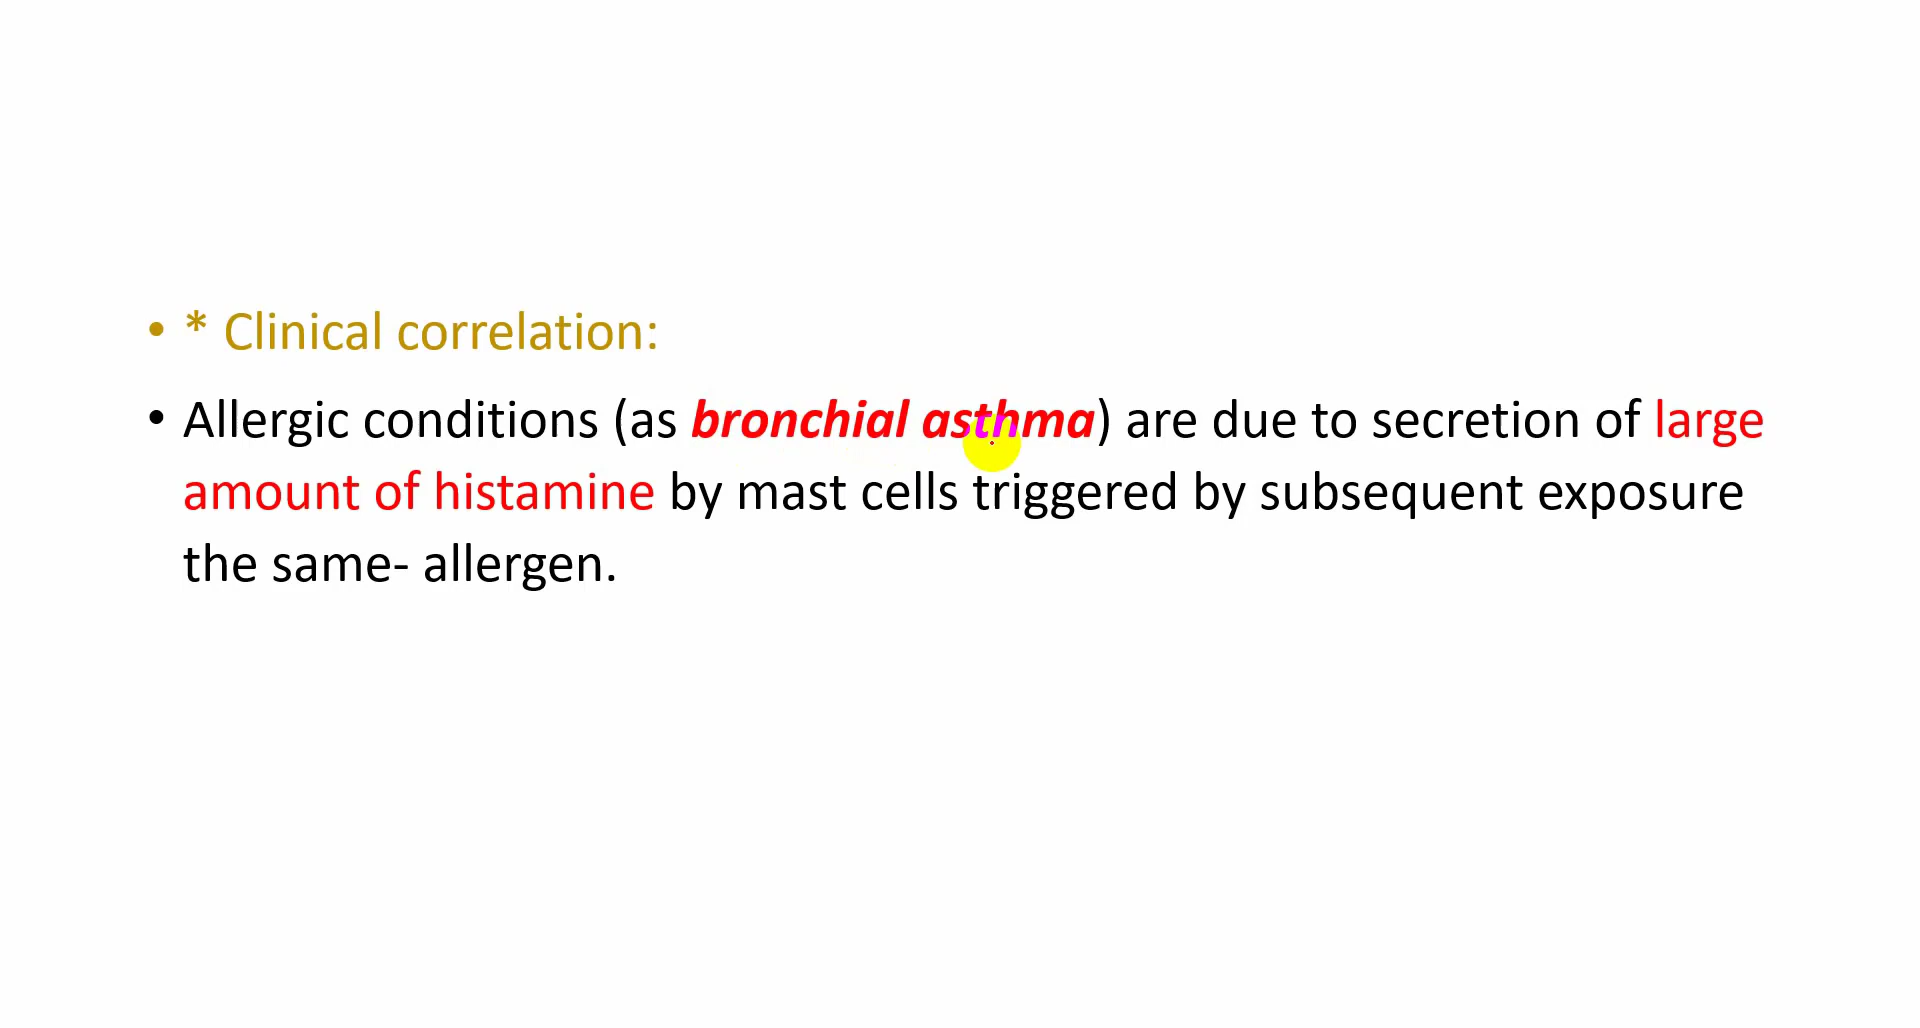 • * Clinical correlation:
• Allergic conditions (as bronchial asthma) are due to secretion of large
amount of histamine by mast cells triggered by subsequent exposure
the same- allergen.